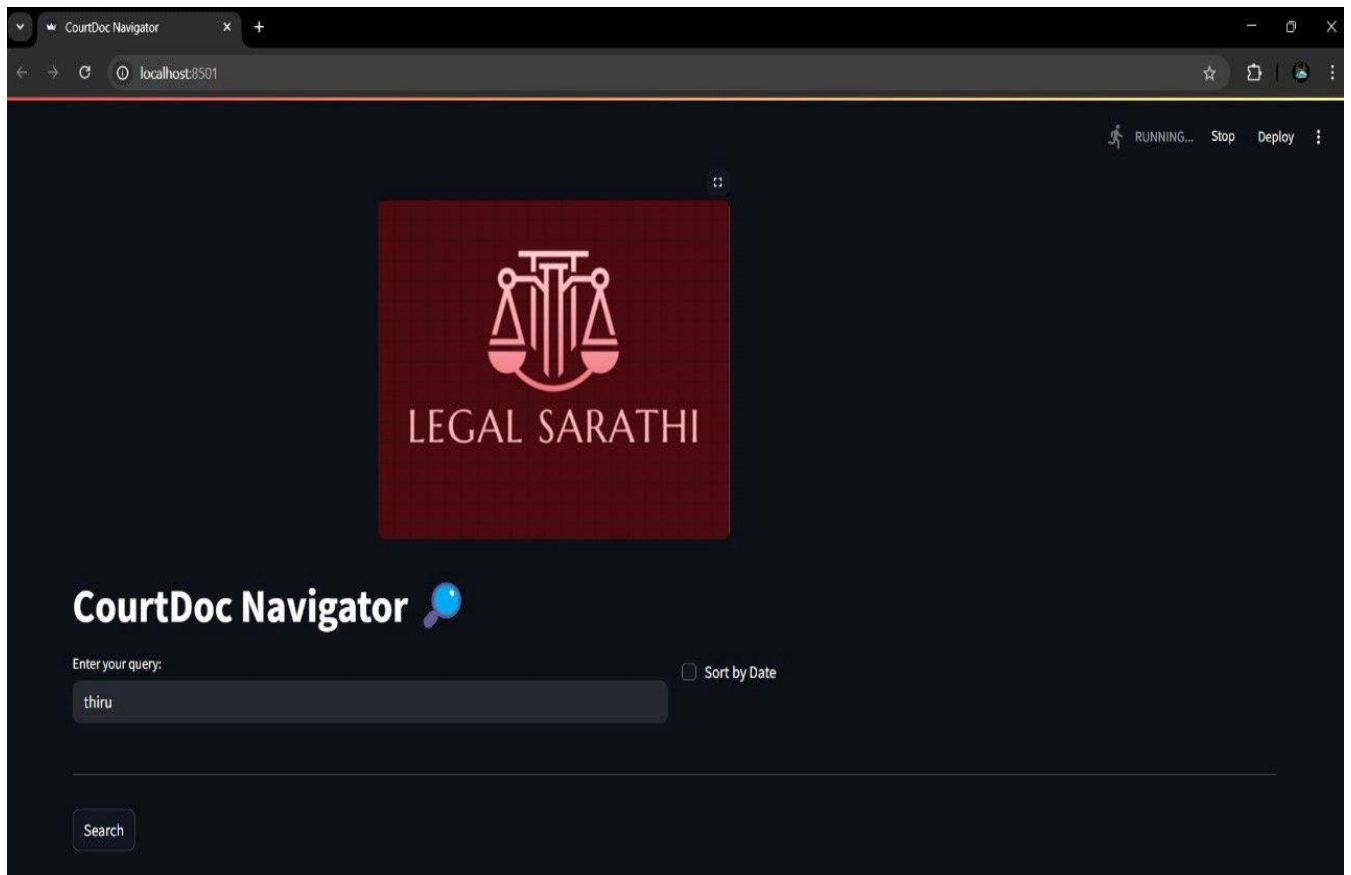 CourtDoc Navigator
localhost:8501
RUNNING... Stop Deploy
LEGAL SARATHI
CourtDoc Navigator
Enter your query:
Sort by Date
thiru
Search